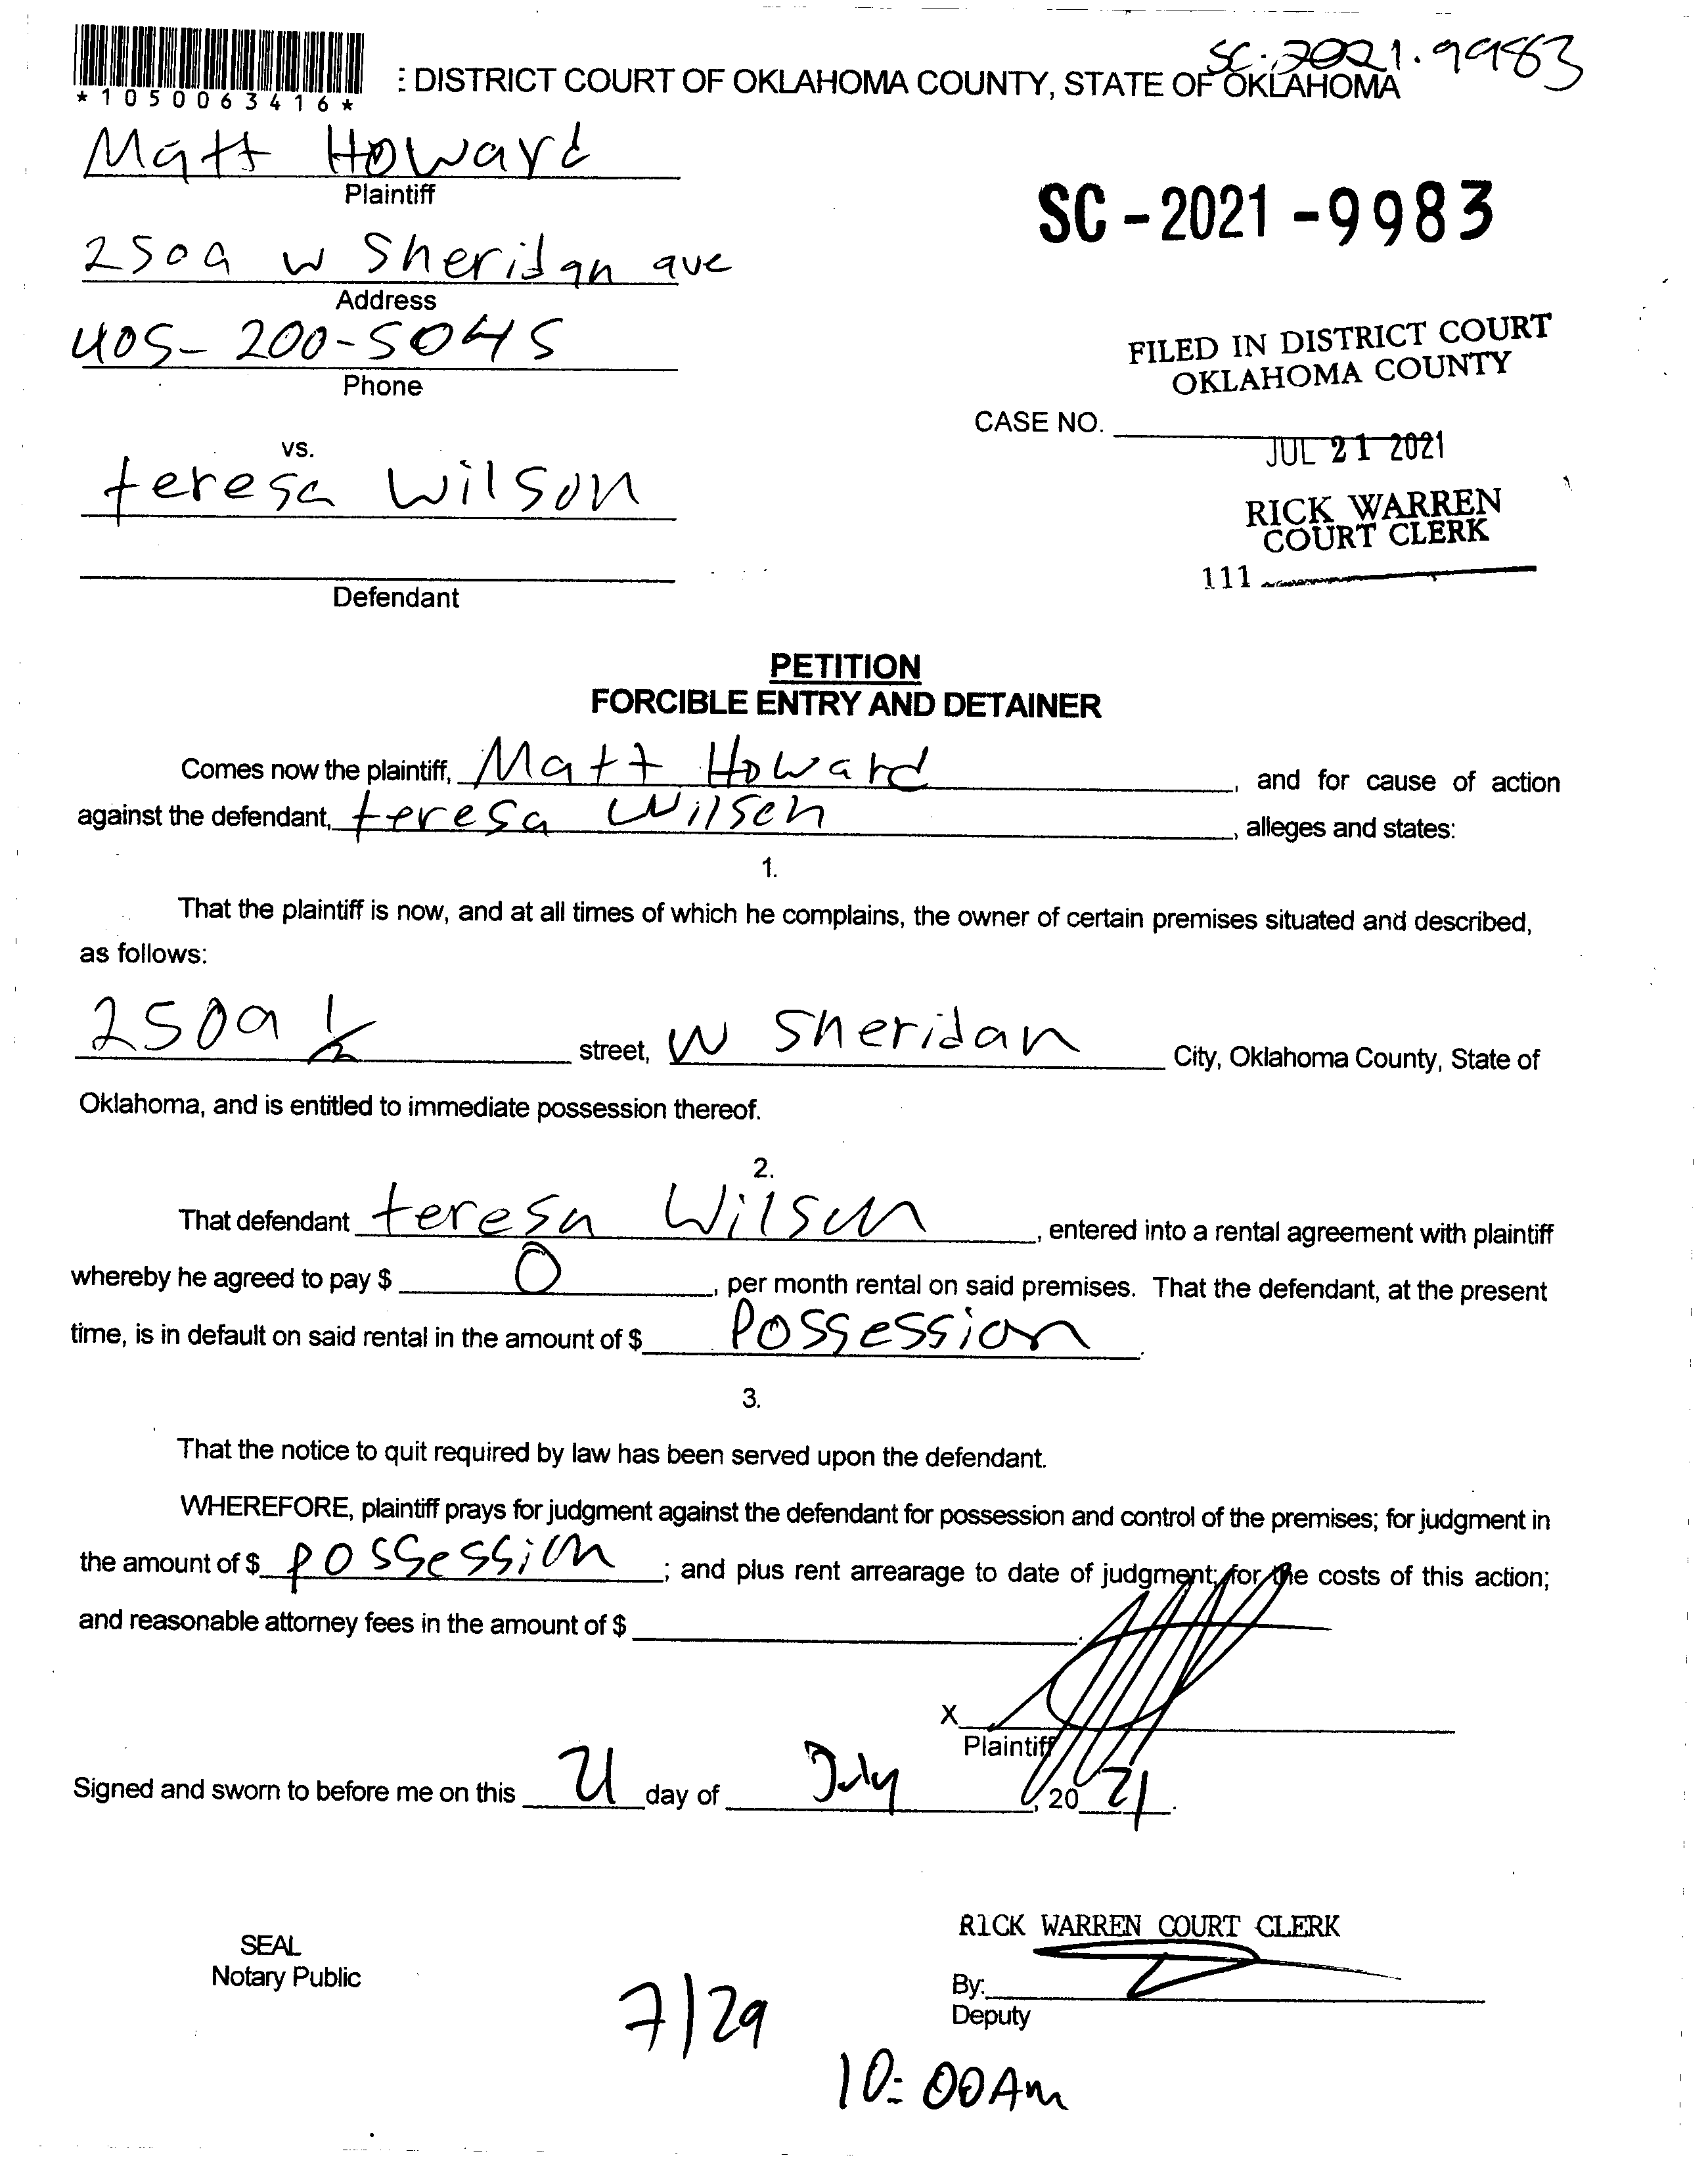 SC-2021-9983
*1050063416*
: DISTRICT COURT OF OKLAHOMA COUNTY, STATE OF OKLAHOMA
Matt Howard
Plaintiff
SC-2021-9983
2509 w Sheridan ave
Address
405-200-5045
Phone
FILED IN DISTRICT COURT
OKLAHOMA COUNTY
CASE NO.
JUL 21 2021
vs.
teresa Wilson
RICK WARREN
COURT CLERK
111
Defendant
PETITION
FORCIBLE ENTRY AND DETAINER
Comes now the plaintiff, Matt Howard, and for cause of action
against the defendant, teresa Wilson, alleges and states:
1.
That the plaintiff is now, and at all times of which he complains, the owner of certain premises situated and described,
as follows:
2509 1/2 street, W Sheridan City, Oklahoma County, State of
Oklahoma, and is entitled to immediate possession thereof.
2.
That defendant teresa Wilson, entered into a rental agreement with plaintiff
whereby he agreed to pay $ 0, per month rental on said premises. That the defendant, at the present
time, is in default on said rental in the amount of $ Possession.
3.
That the notice to quit required by law has been served upon the defendant.
WHEREFORE, plaintiff prays for judgment against the defendant for possession and control of the premises; for judgment in
the amount of $ possession; and plus rent arrearage to date of judgment; for the costs of this action;
and reasonable attorney fees in the amount of $
X
Plaintiff
Signed and sworn to before me on this 21 day of July, 20 21.
RICK WARREN COURT CLERK
SEAL
Notary Public
By:
Deputy
7/29
10:00Am